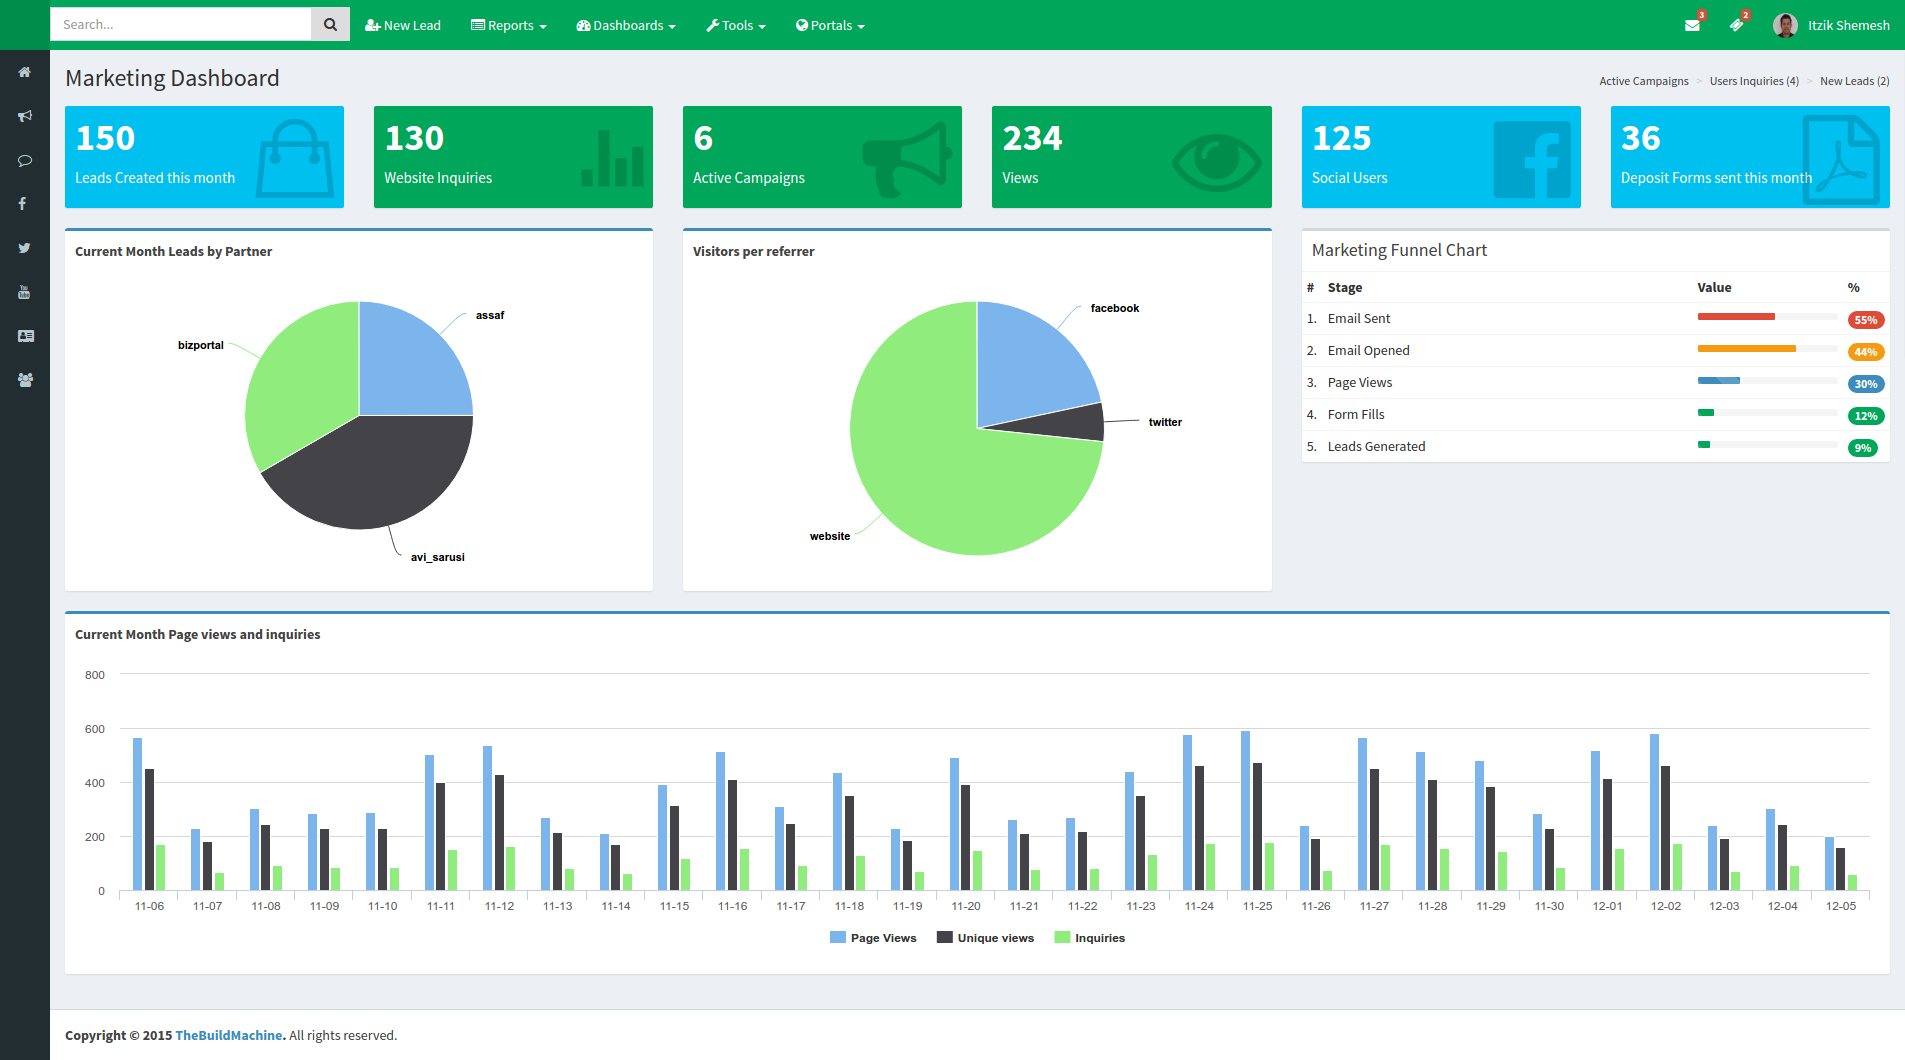 Search...
New Lead
Reports
Dashboards
Tools
Portals
3
2
Itzik Shemesh
Marketing Dashboard
Active Campaigns > Users Inquiries (4) > New Leads (2)
150
Leads Created this month
130
Website Inquiries
6
Active Campaigns
234
Views
125
Social Users
36
Deposit Forms sent this month
Current Month Leads by Partner
assaf
bizportal
avi_sarusi
Visitors per referrer
facebook
twitter
website
Marketing Funnel Chart
# Stage Value %
1. Email Sent 55%
2. Email Opened 44%
3. Page Views 30%
4. Form Fills 12%
5. Leads Generated 9%
You Tube
Current Month Page views and inquiries
800
600
400
200
0
11-06 11-07 11-08 11-09 11-10 11-11 11-12 11-13 11-14 11-15 11-16 11-17 11-18 11-19 11-20 11-21 11-22 11-23 11-24 11-25 11-26 11-27 11-28 11-29 11-30 12-01 12-02 12-03 12-04 12-05
Page Views Unique views Inquiries
Copyright © 2015 TheBuildMachine. All rights reserved.